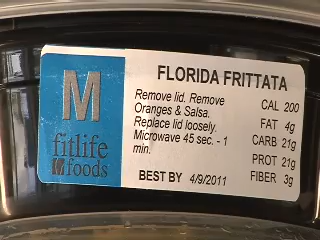 M
fitlife
foods
FLORIDA FRITTATA
Remove lid. Remove
Oranges & Salsa.
Replace lid loosely.
Microwave 45 sec. - 1
min.
CAL 200
FAT 4g
CARB 21g
PROT 21g
FIBER 3g
BEST BY 4/9/2011